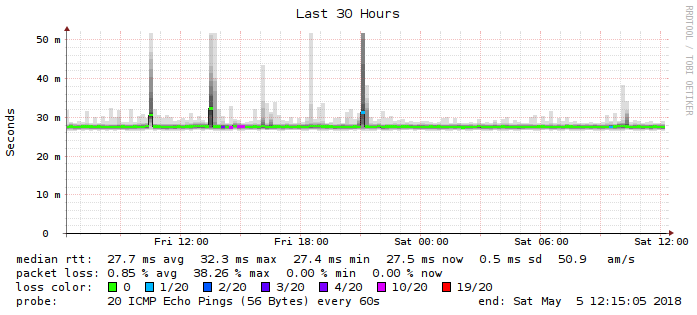 Last 30 Hours
RRDTOOL / TOBI OETIKER
Seconds
50 m
40 m
30 m
20 m
10 m
0
Fri 12:00 Fri 18:00 Sat 00:00 Sat 06:00 Sat 12:00
median rtt: 27.7 ms avg 32.3 ms max 27.4 ms min 27.5 ms now 0.5 ms sd 50.9 am/s
packet loss: 0.85 % avg 38.26 % max 0.00 % min 0.00 % now
loss color: 0 1/20 2/20 3/20 4/20 10/20 19/20
probe: 20 ICMP Echo Pings (56 Bytes) every 60s end: Sat May 5 12:15:05 2018